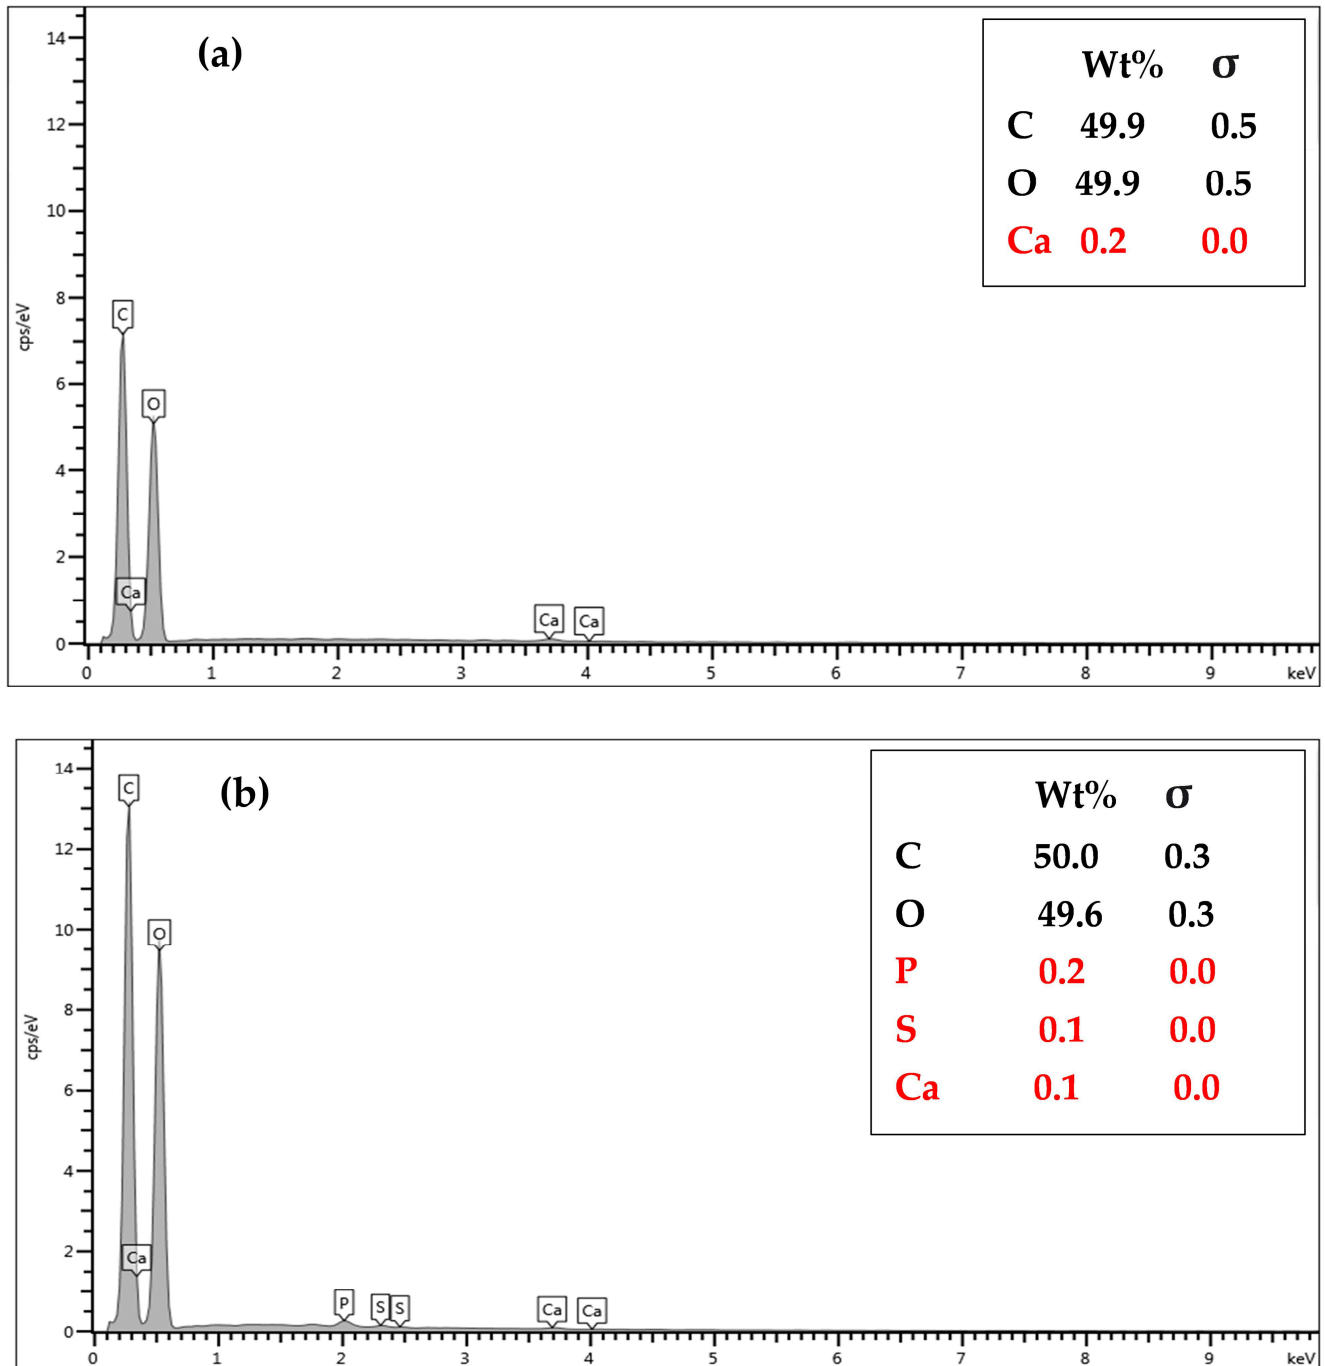 (a)
Wt% σ
C 49.9 0.5
O 49.9 0.5
Ca 0.2 0.0
14
12
10
8
6
4
2
0
cps/eV
C
O
Ca
Ca Ca
0 1 2 3 4 5 6 7 8 9 keV
(b)
Wt% σ
C 50.0 0.3
O 49.6 0.3
P 0.2 0.0
S 0.1 0.0
Ca 0.1 0.0
14
12
10
8
6
4
2
0
cps/eV
C
O
Ca
P S S Ca Ca
0 1 2 3 4 5 6 7 8 9 keV